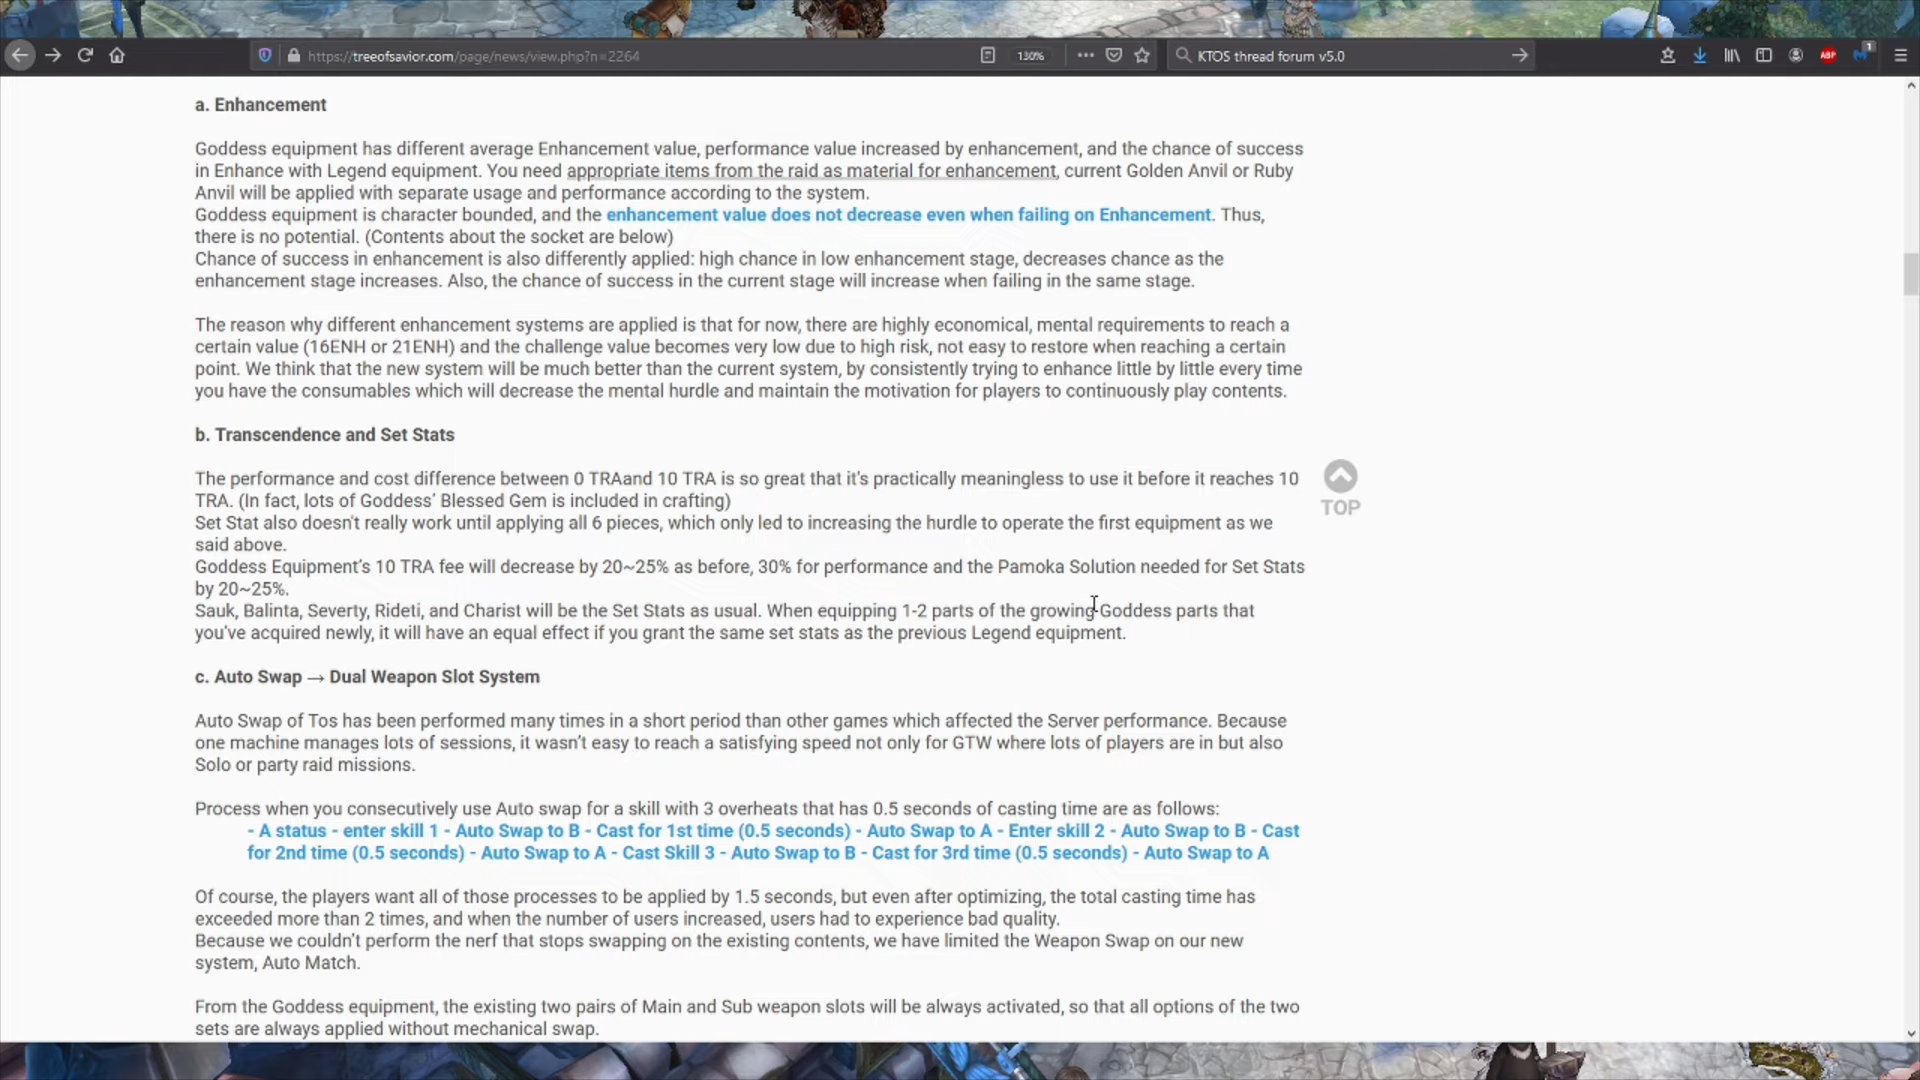 https://treeofsavior.com/page/news/view.php?n=2264
130%
KTOS thread forum v5.0
ABP
1
a. Enhancement
Goddess equipment has different average Enhancement value, performance value increased by enhancement, and the chance of success
in Enhance with Legend equipment. You need appropriate items from the raid as material for enhancement, current Golden Anvil or Ruby
Anvil will be applied with separate usage and performance according to the system.
Goddess equipment is character bounded, and the enhancement value does not decrease even when failing on Enhancement. Thus,
there is no potential. (Contents about the socket are below)
Chance of success in enhancement is also differently applied: high chance in low enhancement stage, decreases chance as the
enhancement stage increases. Also, the chance of success in the current stage will increase when failing in the same stage.
The reason why different enhancement systems are applied is that for now, there are highly economical, mental requirements to reach a
certain value (16ENH or 21ENH) and the challenge value becomes very low due to high risk, not easy to restore when reaching a certain
point. We think that the new system will be much better than the current system, by consistently trying to enhance little by little every time
you have the consumables which will decrease the mental hurdle and maintain the motivation for players to continuously play contents.
b. Transcendence and Set Stats
The performance and cost difference between 0 TRAand 10 TRA is so great that it's practically meaningless to use it before it reaches 10
TRA. (In fact, lots of Goddess’ Blessed Gem is included in crafting)
Set Stat also doesn't really work until applying all 6 pieces, which only led to increasing the hurdle to operate the first equipment as we
said above.
Goddess Equipment’s 10 TRA fee will decrease by 20~25% as before, 30% for performance and the Pamoka Solution needed for Set Stats
by 20~25%.
Sauk, Balinta, Severty, Rideti, and Charist will be the Set Stats as usual. When equipping 1-2 parts of the growing Goddess parts that
you’ve acquired newly, it will have an equal effect if you grant the same set stats as the previous Legend equipment.
TOP
c. Auto Swap → Dual Weapon Slot System
Auto Swap of Tos has been performed many times in a short period than other games which affected the Server performance. Because
one machine manages lots of sessions, it wasn’t easy to reach a satisfying speed not only for GTW where lots of players are in but also
Solo or party raid missions.
Process when you consecutively use Auto swap for a skill with 3 overheats that has 0.5 seconds of casting time are as follows:
- A status - enter skill 1 - Auto Swap to B - Cast for 1st time (0.5 seconds) - Auto Swap to A - Enter skill 2 - Auto Swap to B - Cast
for 2nd time (0.5 seconds) - Auto Swap to A - Cast Skill 3 - Auto Swap to B - Cast for 3rd time (0.5 seconds) - Auto Swap to A
Of course, the players want all of those processes to be applied by 1.5 seconds, but even after optimizing, the total casting time has
exceeded more than 2 times, and when the number of users increased, users had to experience bad quality.
Because we couldn’t perform the nerf that stops swapping on the existing contents, we have limited the Weapon Swap on our new
system, Auto Match.
From the Goddess equipment, the existing two pairs of Main and Sub weapon slots will be always activated, so that all options of the two
sets are always applied without mechanical swap.